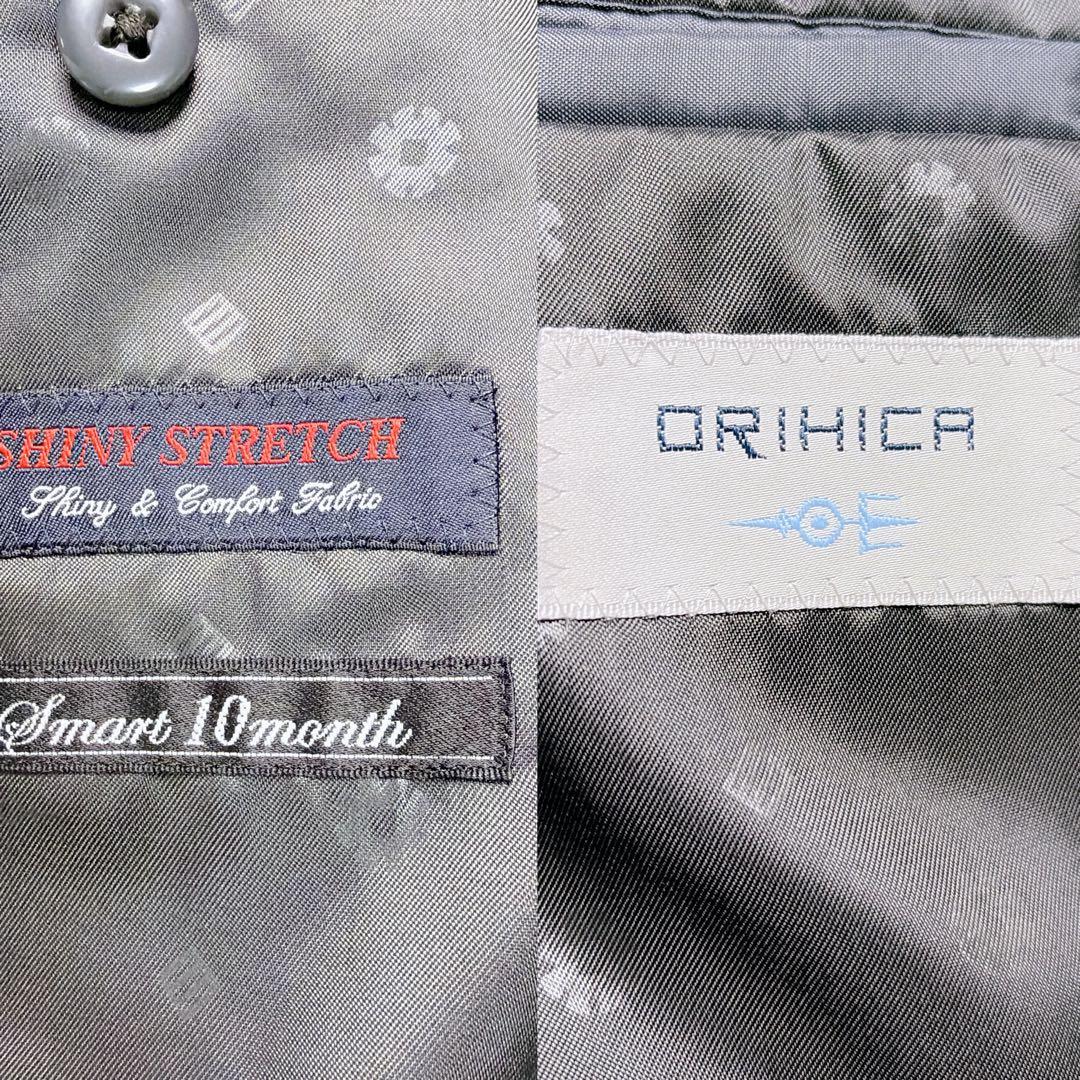 SHINY STRETCH
Shiny & Comfort Fabric
Smart 10month
ORIHICA